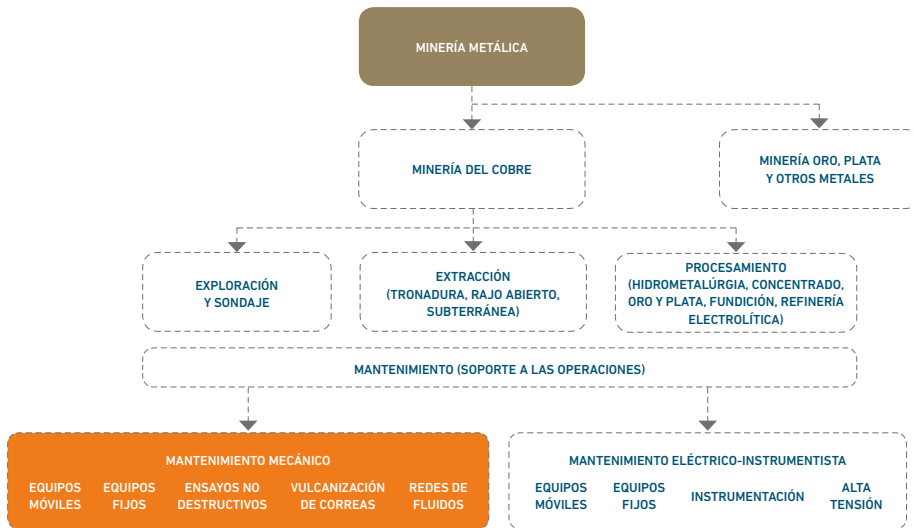 MINERÍA METÁLICA
MINERÍA DEL COBRE
MINERÍA ORO, PLATA
Y OTROS METALES
EXPLORACIÓN
Y SONDAJE
EXTRACCIÓN
(TRONADURA, RAJO ABIERTO,
SUBTERRÁNEA)
PROCESAMIENTO
(HIDROMETALÚRGIA, CONCENTRADO,
ORO Y PLATA, FUNDICIÓN, REFINERÍA
ELECTROLÍTICA)
MANTENIMIENTO (SOPORTE A LAS OPERACIONES)
MANTENIMIENTO MECÁNICO
EQUIPOS
MÓVILES
EQUIPOS
FIJOS
ENSAYOS NO
DESTRUCTIVOS
VULCANIZACIÓN
DE CORREAS
REDES DE
FLUIDOS
MANTENIMIENTO ELÉCTRICO-INSTRUMENTISTA
EQUIPOS
MÓVILES
EQUIPOS
FIJOS
INSTRUMENTACIÓN
ALTA
TENSIÓN